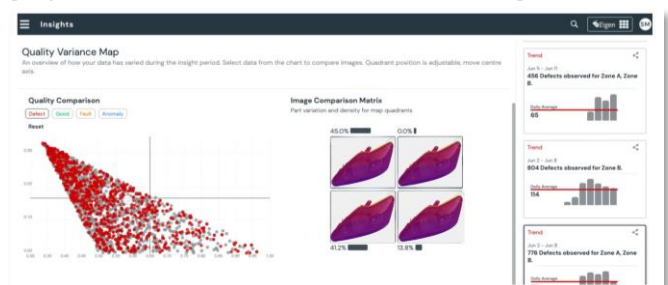 Insights
Eigen
SM
Quality Variance Map
An overview of how your data has varied during the insight period. Select data from the chart to compare images. Quadrant position is adjustable, move centre
axis.
Quality Comparison
Defect Good Fault Anomaly
Reset
Image Comparison Matrix
Part variation and density for map quadrants
45.0% 0.0%
41.2% 13.8%
Trend
Jun 5 - Jun 11
456 Defects observed for Zone A, Zone
B.
Daily Average
65
Trend
Jun 2 - Jun 8
804 Defects observed for Zone B.
Daily Average
114
Trend
Jun 2 - Jun 8
776 Defects observed for Zone A, Zone
B.
Daily Average